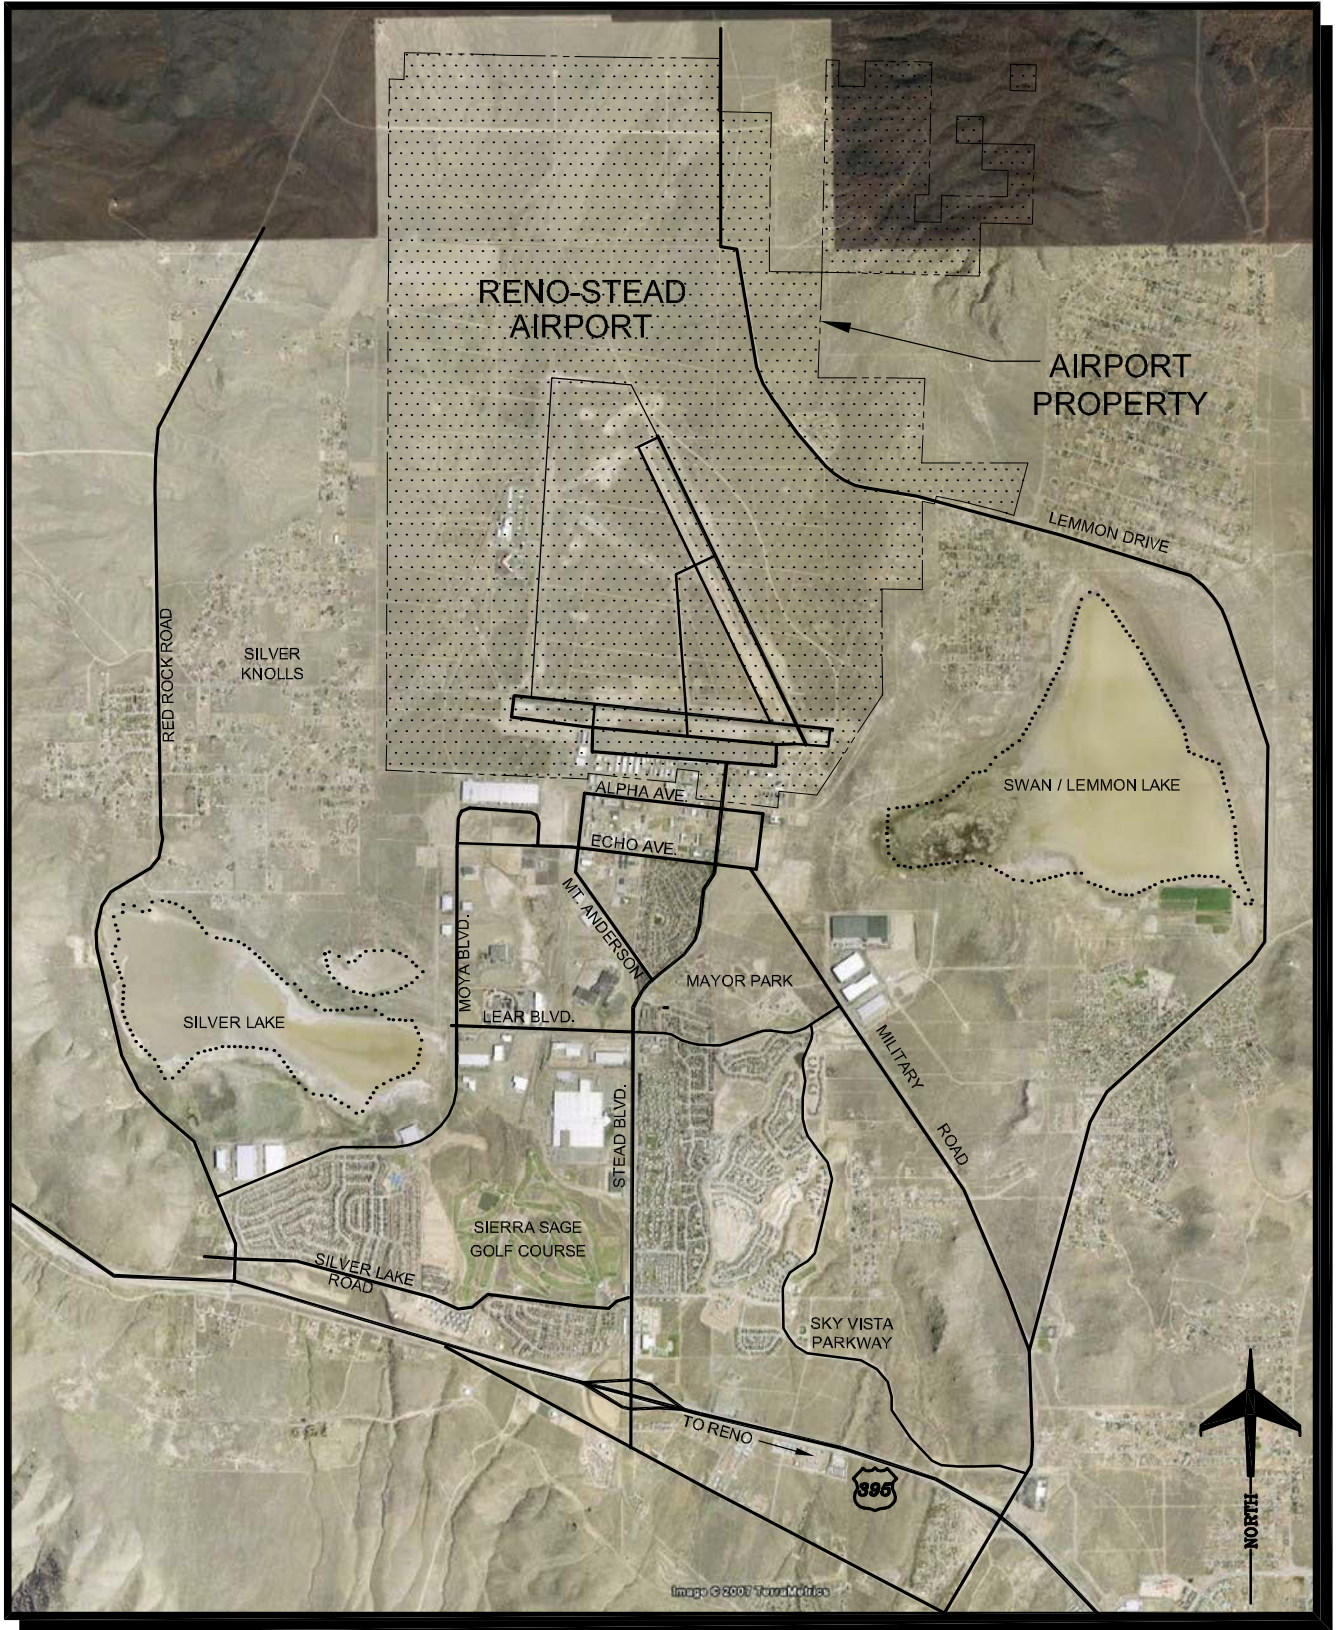 RENO-STEAD
AIRPORT
AIRPORT
PROPERTY
LEMMON DRIVE
RED ROCK ROAD
SILVER
KNOLLS
SWAN / LEMMON LAKE
ALPHA AVE.
ECHO AVE.
MT. ANDERSON
MOYA BLVD.
MAYOR PARK
SILVER LAKE
LEAR BLVD.
MILITARY
ROAD
STEAD BLVD.
SIERRA SAGE
GOLF COURSE
SILVER LAKE
ROAD
SKY VISTA
PARKWAY
TO RENO
395
NORTH
Image © 2007 TerraMetrics